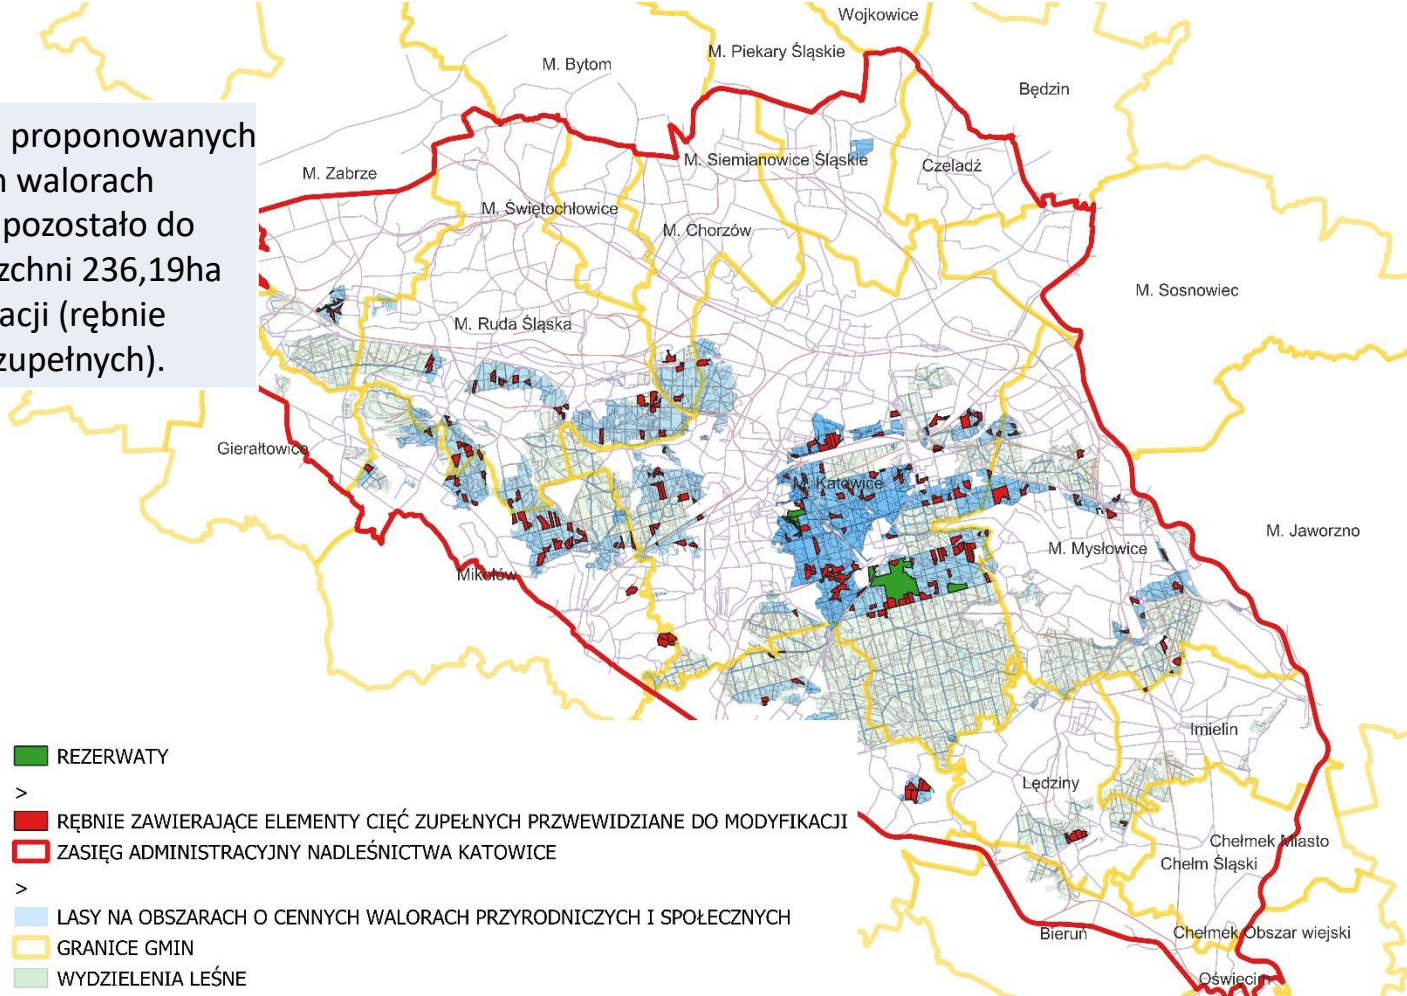 Wojkowice
M. Piekary Śląskie
M. Bytom
Będzin
proponowanych
walorach
pozostało do
236,19ha
(rębnie
zupełnych).
M. Siemianowice Śląskie
Czeladź
M. Zabrze
M. Świętochłowice
M. Chorzów
M. Sosnowiec
M. Ruda Śląska
Gierałtowice
M. Katowice
M. Jaworzno
M. Mysłowice
Mikołów
Imielin
Lędziny
Chełmek Miasto
Chełm Śląski
Bieruń
Chełmek Obszar wiejski
Oświęcim
REZERWATY
>
RĘBNIE ZAWIERAJĄCE ELEMENTY CIĘĆ ZUPEŁNYCH PRZWEWIDZIANE DO MODYFIKACJI
ZASIĘG ADMINISTRACYJNY NADLEŚNICTWA KATOWICE
>
LASY NA OBSZARACH O CENNYCH WALORACH PRZYRODNICZYCH I SPOŁECZNYCH
GRANICE GMIN
WYDZIELENIA LEŚNE